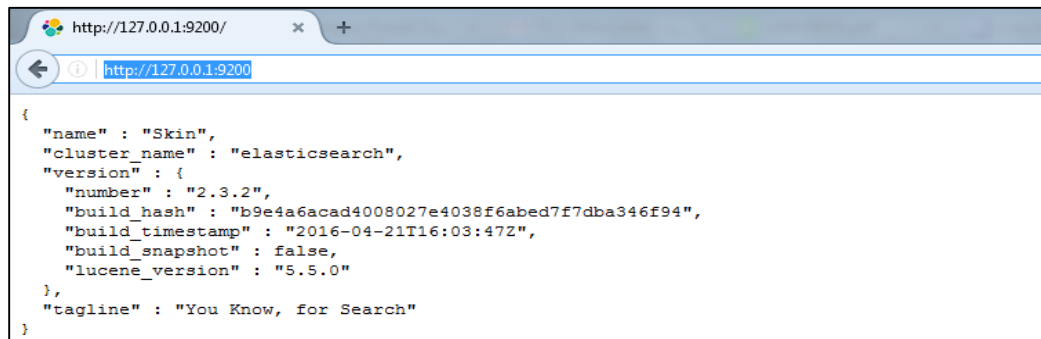 http://127.0.0.1:9200/
http://127.0.0.1:9200
{
  "name" : "Skin",
  "cluster_name" : "elasticsearch",
  "version" : {
    "number" : "2.3.2",
    "build_hash" : "b9e4a6acad4008027e4038f6abed7f7dba346f94",
    "build_timestamp" : "2016-04-21T16:03:47Z",
    "build_snapshot" : false,
    "lucene_version" : "5.5.0"
  },
  "tagline" : "You Know, for Search"
}